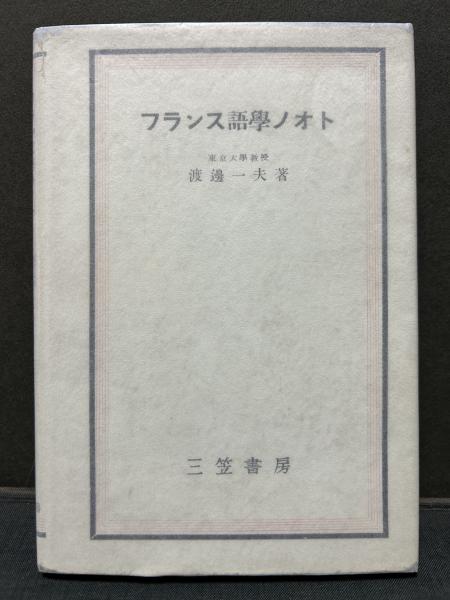 フランス語學ノオト
東京大學教授
渡邊一夫著
三笠書房